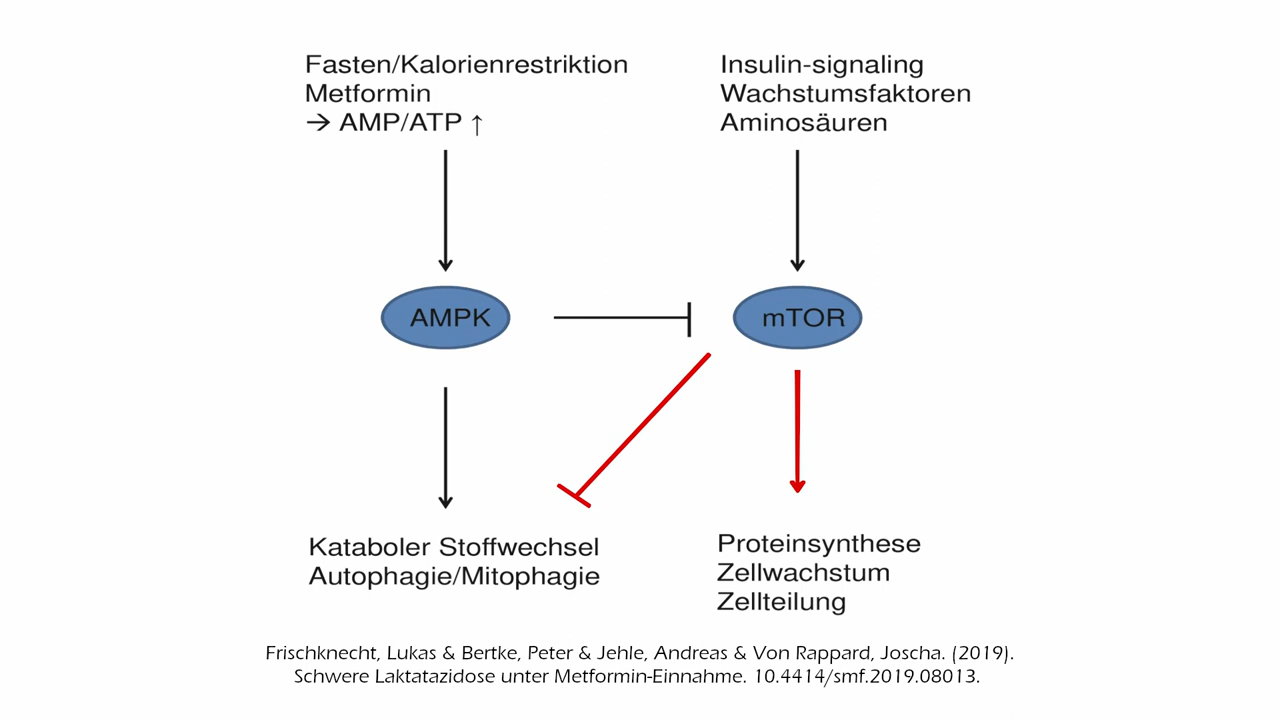 Fasten/Kalorienrestriktion
Metformin
→ AMP/ATP ↑
Insulin-signaling
Wachstumsfaktoren
Aminosäuren
AMPK
mTOR
Kataboler Stoffwechsel
Autophagie/Mitophagie
Proteinsynthese
Zellwachstum
Zellteilung
Frischknecht, Lukas & Bertke, Peter & Jehle, Andreas & Von Rappard, Joscha. (2019).
Schwere Laktatazidose unter Metformin-Einnahme. 10.4414/smf.2019.08013.